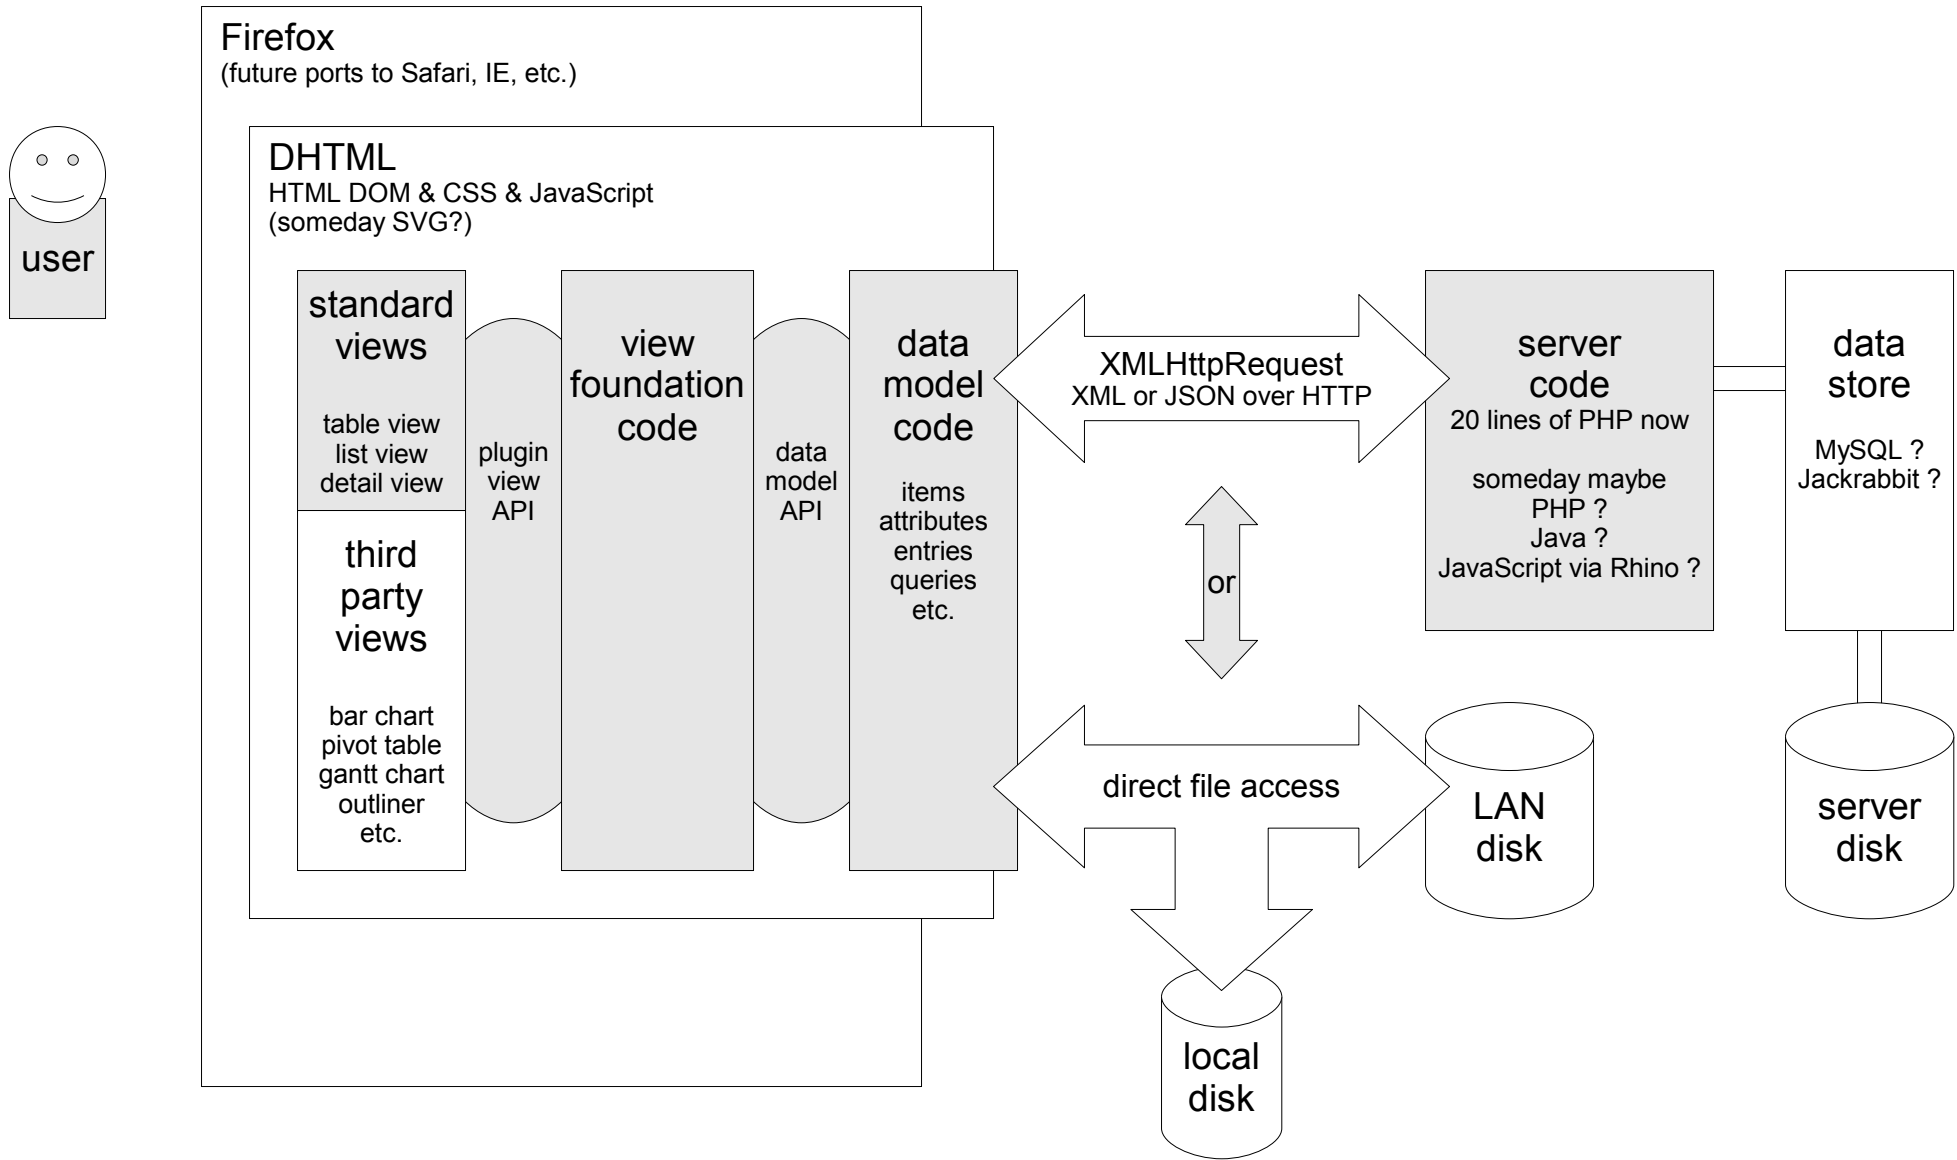 Firefox
(future ports to Safari, IE, etc.)
DHTML
HTML DOM & CSS & JavaScript
(someday SVG?)
user
standard
views
table view
list view
detail view
third
party
views
bar chart
pivot table
gantt chart
outliner
etc.
plugin
view
API
view
foundation
code
data
model
API
data
model
code
items
attributes
entries
queries
etc.
XMLHttpRequest
XML or JSON over HTTP
or
direct file access
local
disk
server
code
20 lines of PHP now
someday maybe
PHP ?
Java ?
JavaScript via Rhino ?
LAN
disk
data
store
MySQL ?
Jackrabbit ?
server
disk